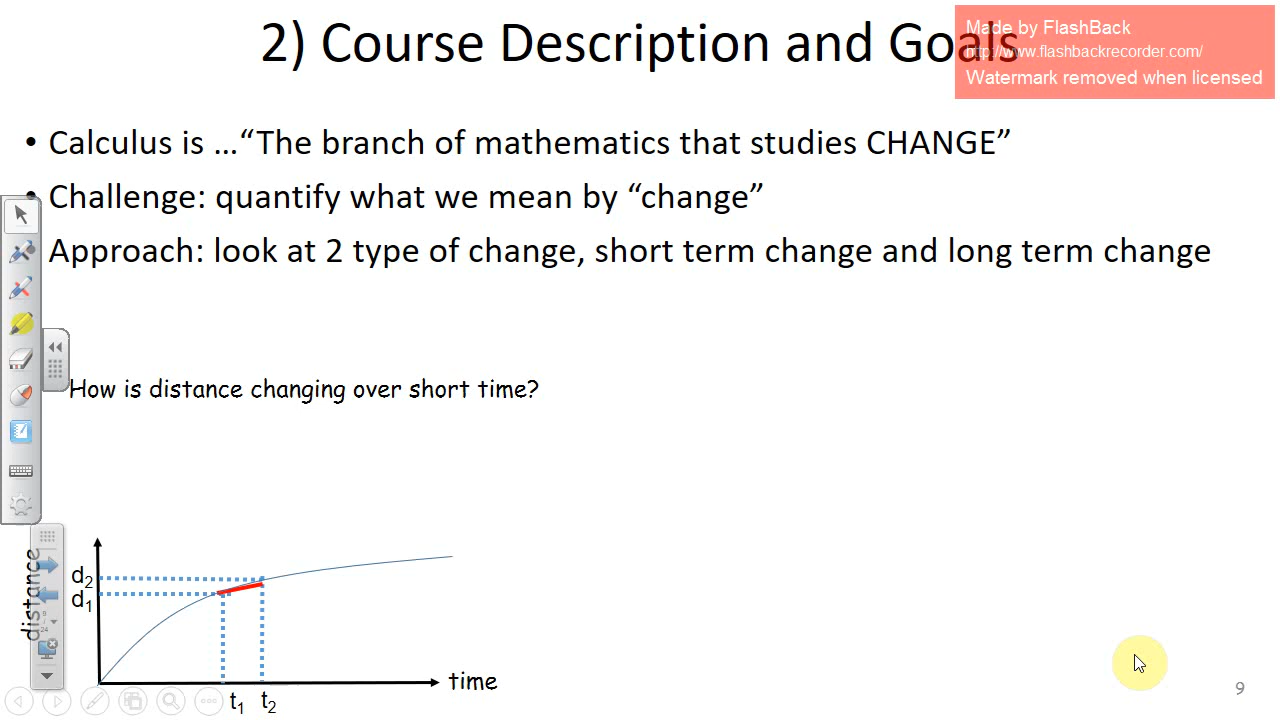 2) Course Description and Goals
Made by FlashBack
http://www.flashbackrecorder.com/
Watermark removed when licensed
• Calculus is …“The branch of mathematics that studies CHANGE”
• Challenge: quantify what we mean by “change”
Approach: look at 2 type of change, short term change and long term change
How is distance changing over short time?
distance
d2
d1
9
24
time
t1 t2
9